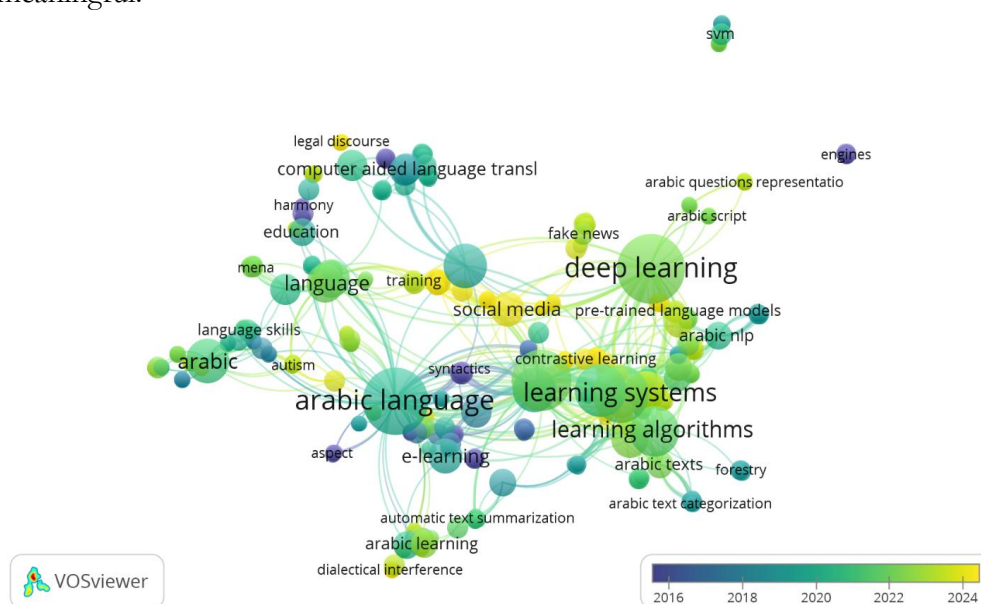 meaningful.
svm
legal discourse
engines
computer aided language transl
arabic questions representatio
harmony
arabic script
education
fake news
mena
deep learning
language
training
social media
pre-trained language models
language skills
arabic nlp
arabic
autism
contrastive learning
syntactics
arabic language
learning systems
learning algorithms
aspect
e-learning
arabic texts
forestry
arabic text categorization
automatic text summarization
arabic learning
dialectical interference
VOSviewer
2016 2018 2020 2022 2024